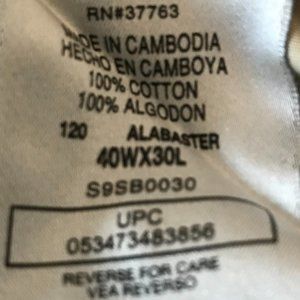 RN#37763
MADE IN CAMBODIA
HECHO EN CAMBOYA
100% COTTON
100% ALGODON
120 ALABASTER
40WX30L
S9SB0030
UPC
053473483856
REVERSE FOR CARE
VEA REVERSO